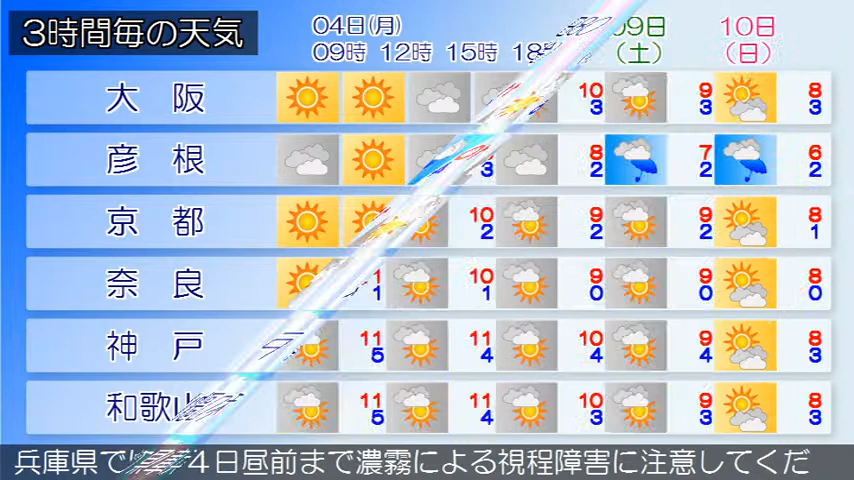 3時間毎の天気
04日(月)
09時 12時 15時 18時
09日(土) 10日(日)
大阪 10 3 9 3 8 3
彦根 3 8 2 7 2 6 2
京都 10 2 9 2 9 2 8 1
奈良 1 1 10 1 9 0 9 0 8 0
神戸 11 5 11 4 10 4 9 4 8 3
和歌山 11 5 11 4 10 3 9 3 8 3
兵庫県で 4日昼前まで濃霧による視程障害に注意してくだ